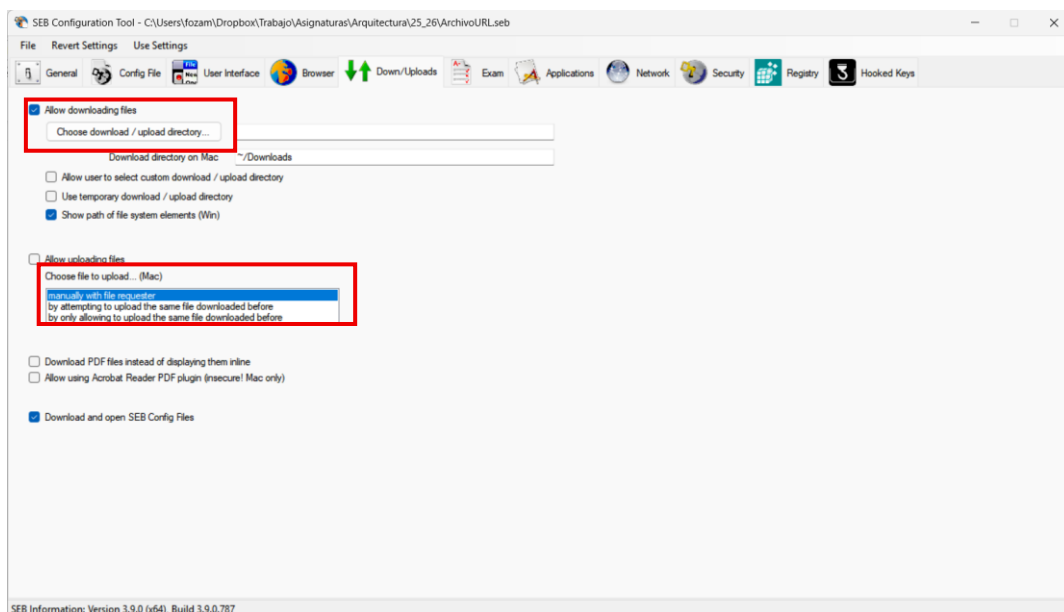 SEB Configuration Tool - C:\Users\fozam\Dropbox\Trabajo\Asignaturas\Arquitectura\25_26\ArchivoURL.seb
File Revert Settings Use Settings
General Config File User Interface Browser Down/Uploads Exam Applications Network Security Registry Hooked Keys
Allow downloading files
Choose download / upload directory...
Download directory on Mac ~/Downloads
Allow user to select custom download / upload directory
Use temporary download / upload directory
Show path of file system elements (Win)
Allow uploading files
Choose file to upload... (Mac)
manually with file requester
by attempting to upload the same file downloaded before
by only allowing to upload the same file downloaded before
Download PDF files instead of displaying them inline
Allow using Acrobat Reader PDF plugin (insecure! Mac only)
Download and open SEB Config Files
SEB Information: Version 3.9.0 (x64), Build 3.9.0.787